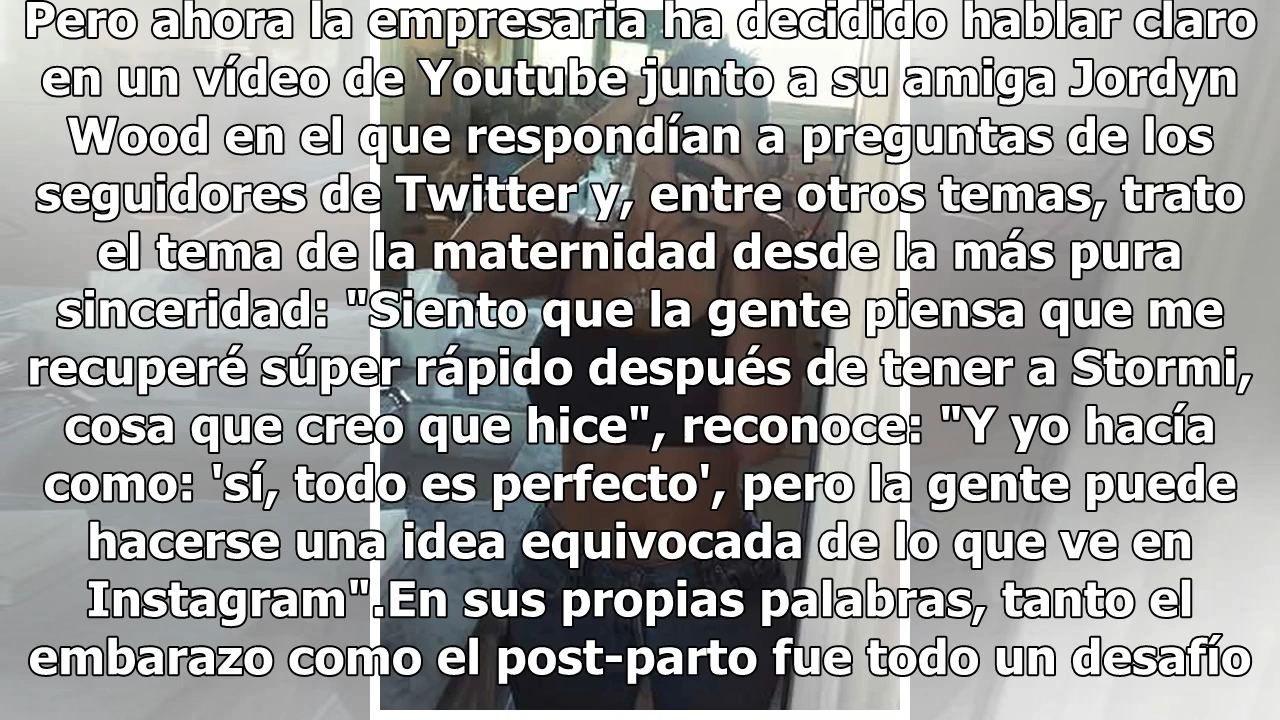 Pero ahora la empresaria ha decidido hablar claro
en un vídeo de Youtube junto a su amiga Jordyn
Wood en el que respondían a preguntas de los
seguidores de Twitter y, entre otros temas, trato
el tema de la maternidad desde la más pura
sinceridad: "Siento que la gente piensa que me
recuperé súper rápido después de tener a Stormi,
cosa que creo que hice", reconoce: "Y yo hacía
como: 'sí, todo es perfecto', pero la gente puede
hacerse una idea equivocada de lo que ve en
Instagram".En sus propias palabras, tanto el
embarazo como el post-parto fue todo un desafío